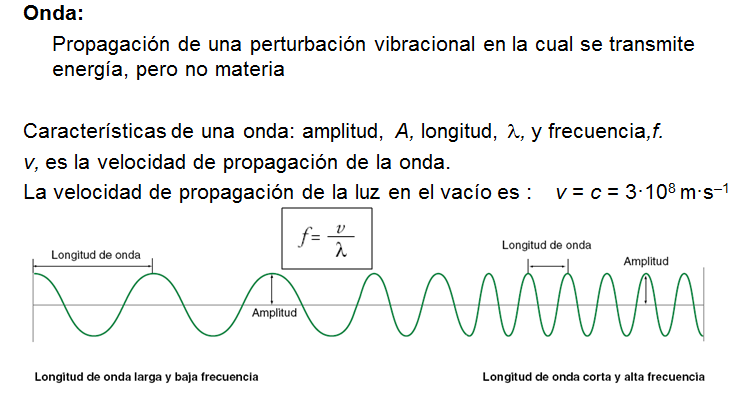 Onda:
Propagación de una perturbación vibracional en la cual se transmite
energía, pero no materia
Características de una onda: amplitud, A, longitud, λ, y frecuencia,f.
v, es la velocidad de propagación de la onda.
La velocidad de propagación de la luz en el vacío es : v = c = 3·10⁸ m·s⁻¹
f= v/λ
Longitud de onda
Longitud de onda
Amplitud
Amplitud
Longitud de onda larga y baja frecuencia
Longitud de onda corta y alta frecuencia